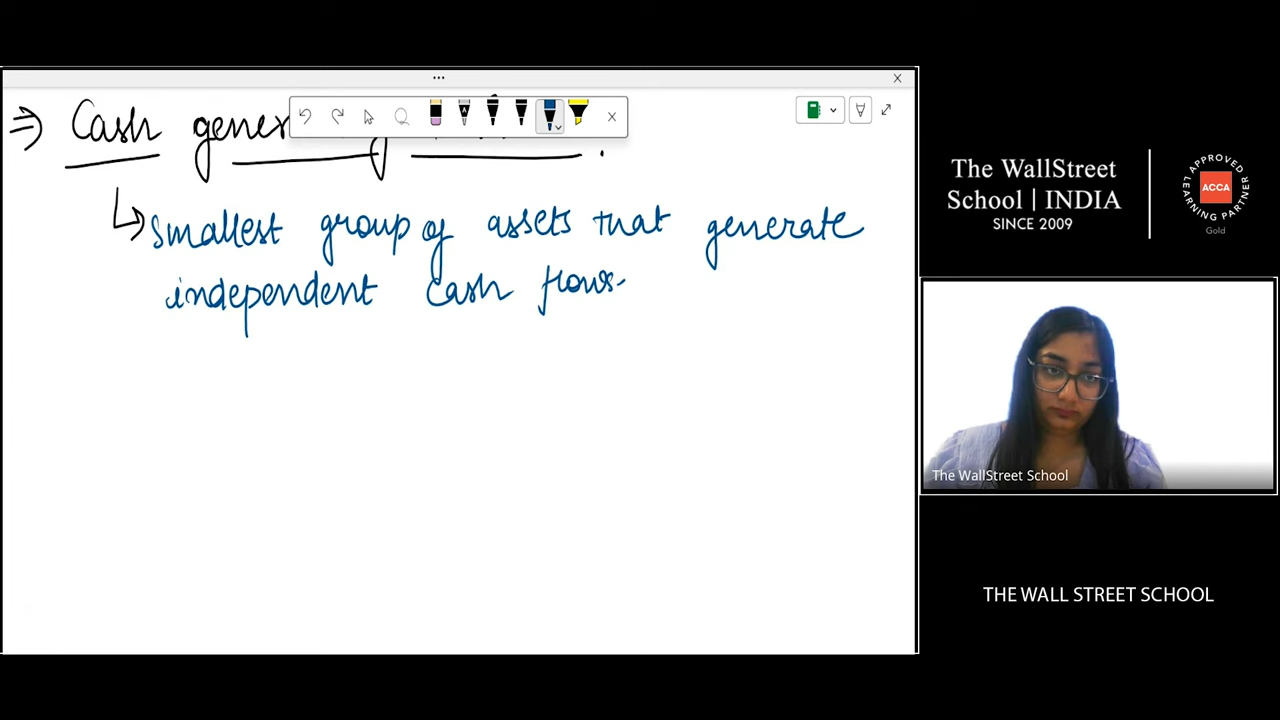 ⇒ Cash
↳ Smallest group of assets that generate
independent cash flows.
The WallStreet
School | INDIA
SINCE 2009
APPROVED
LEARNING PARTNER
ACCA
Gold
The WallStreet School
THE WALL STREET SCHOOL